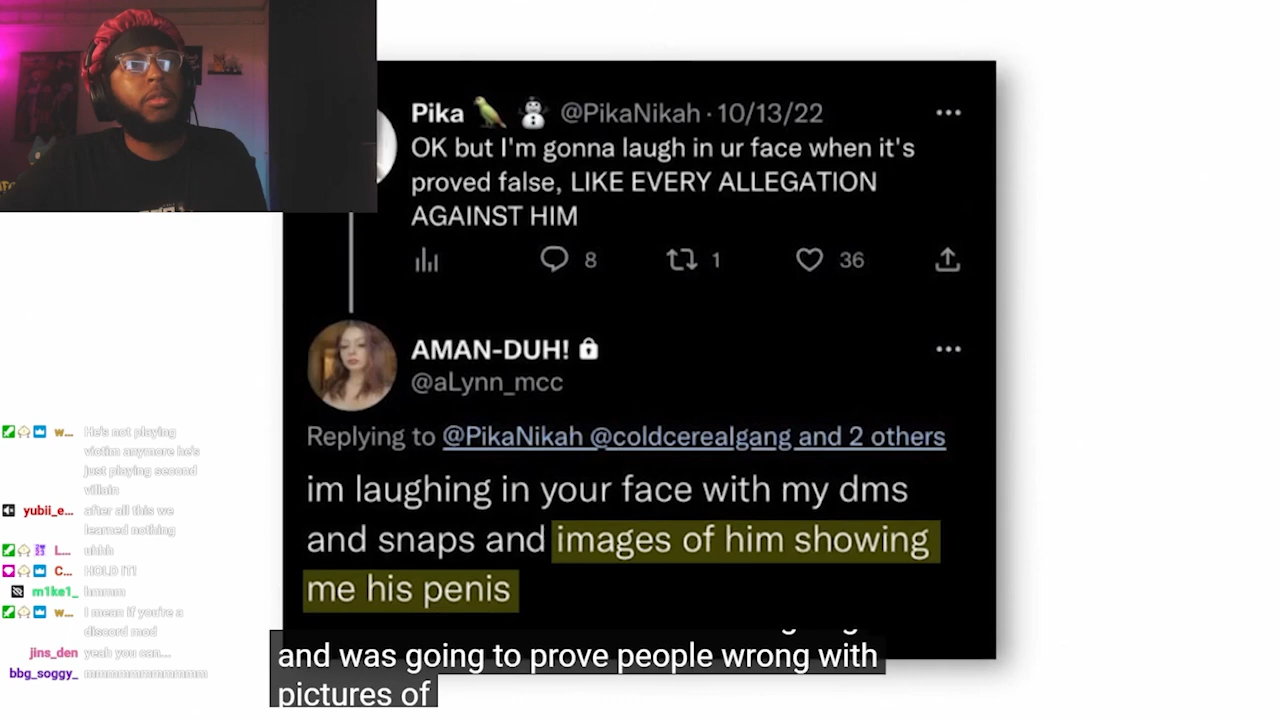 Pika @PikaNikah · 10/13/22
OK but I'm gonna laugh in ur face when it's
proved false, LIKE EVERY ALLEGATION
AGAINST HIM
8 1 36
AMAN-DUH!
@aLynn_mcc
Replying to @PikaNikah @coldcerealgang and 2 others
im laughing in your face with my dms
and snaps and images of him showing
me his penis
and was going to prove people wrong with
pictures of
w... He's not playing
victim anymore he's
just playing second
villain
yubii_e... after all this we
learned nothing
L... uhhh
C... HOLD IT!
m1ke1_ hmmm
w... I mean if you're a
discord mod
jins_den yeah you can...
bbg_soggy_ mmmmmmmmmmm